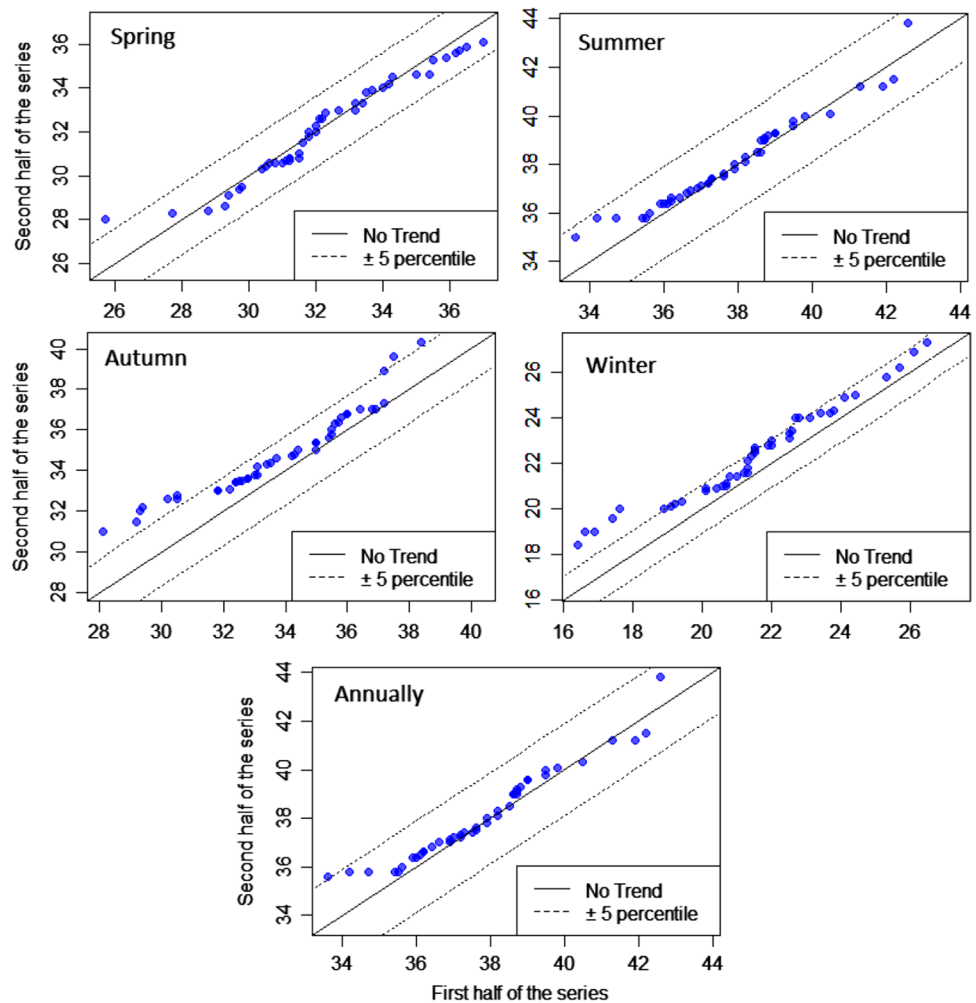 Spring
Second half of the series
26 28 30 32 34 36
No Trend
± 5 percentile
26 28 30 32 34 36
Summer
34 36 38 40 42 44
No Trend
± 5 percentile
34 36 38 40 42 44
Autumn
Second half of the series
28 30 32 34 36 38 40
No Trend
± 5 percentile
28 30 32 34 36 38 40
Winter
16 18 20 22 24 26
No Trend
± 5 percentile
16 18 20 22 24 26
Annually
Second half of the series
34 36 38 40 42 44
No Trend
± 5 percentile
34 36 38 40 42 44
First half of the series